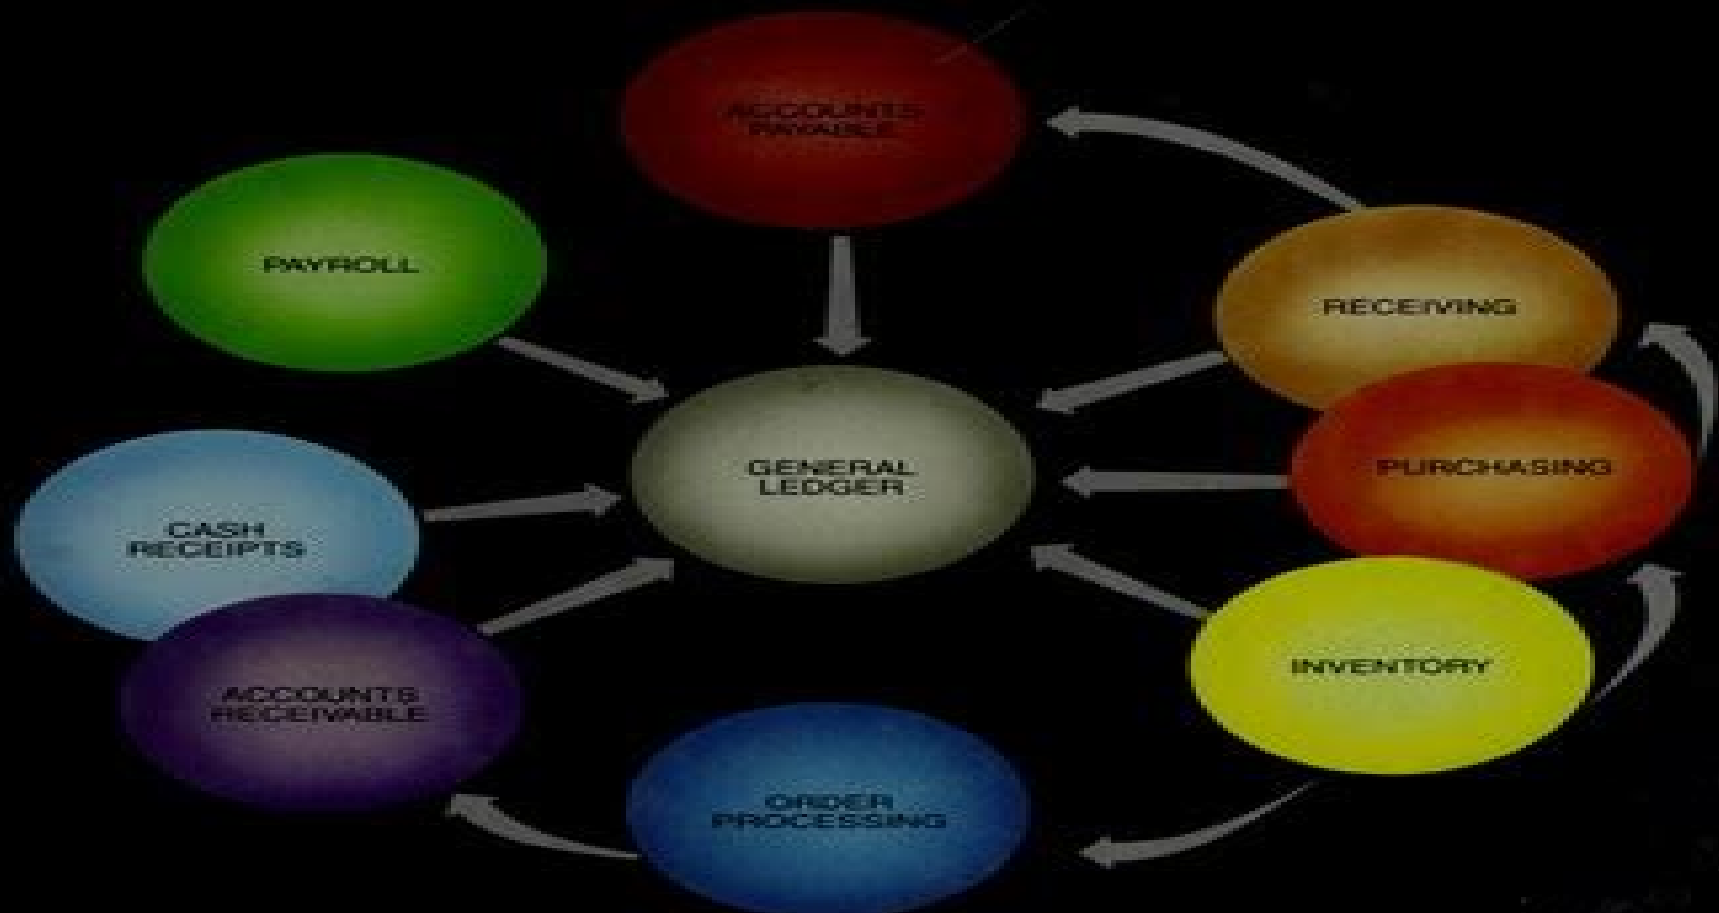 ACCOUNTS
PAYABLE
PAYROLL
RECEIVING
GENERAL
LEDGER
PURCHASING
CASH
RECEIPTS
INVENTORY
ACCOUNTS
RECEIVABLE
ORDER
PROCESSING